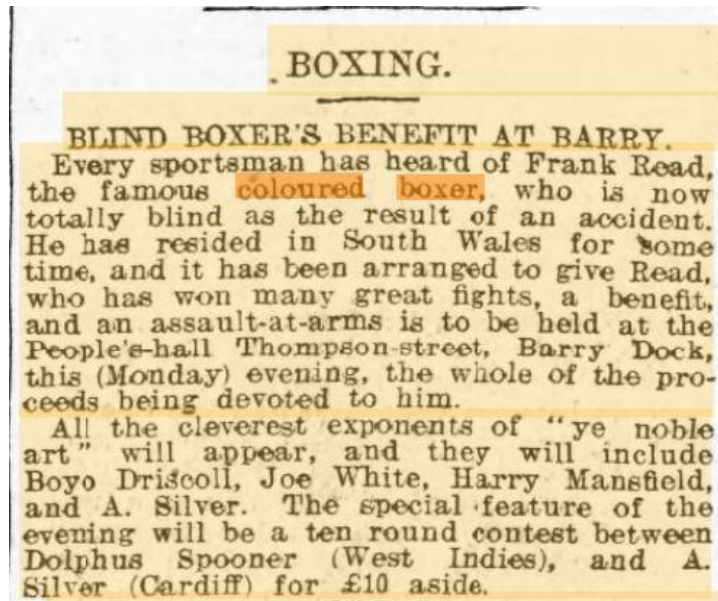 BOXING.
BLIND BOXER'S BENEFIT AT BARRY.
Every sportsman has heard of Frank Read,
the famous coloured boxer, who is now
totally blind as the result of an accident.
He has resided in South Wales for some
time, and it has been arranged to give Read,
who has won many great fights, a benefit,
and an assault-at-arms is to be held at the
People's-hall Thompson-street, Barry Dock,
this (Monday) evening, the whole of the pro-
ceeds being devoted to him.
All the cleverest exponents of "ye noble
art" will appear, and they will include
Boyo Driscoll, Joe White, Harry Mansfield,
and A. Silver. The special feature of the
evening will be a ten round contest between
Dolphus Spooner (West Indies), and A.
Silver (Cardiff) for £10 aside.